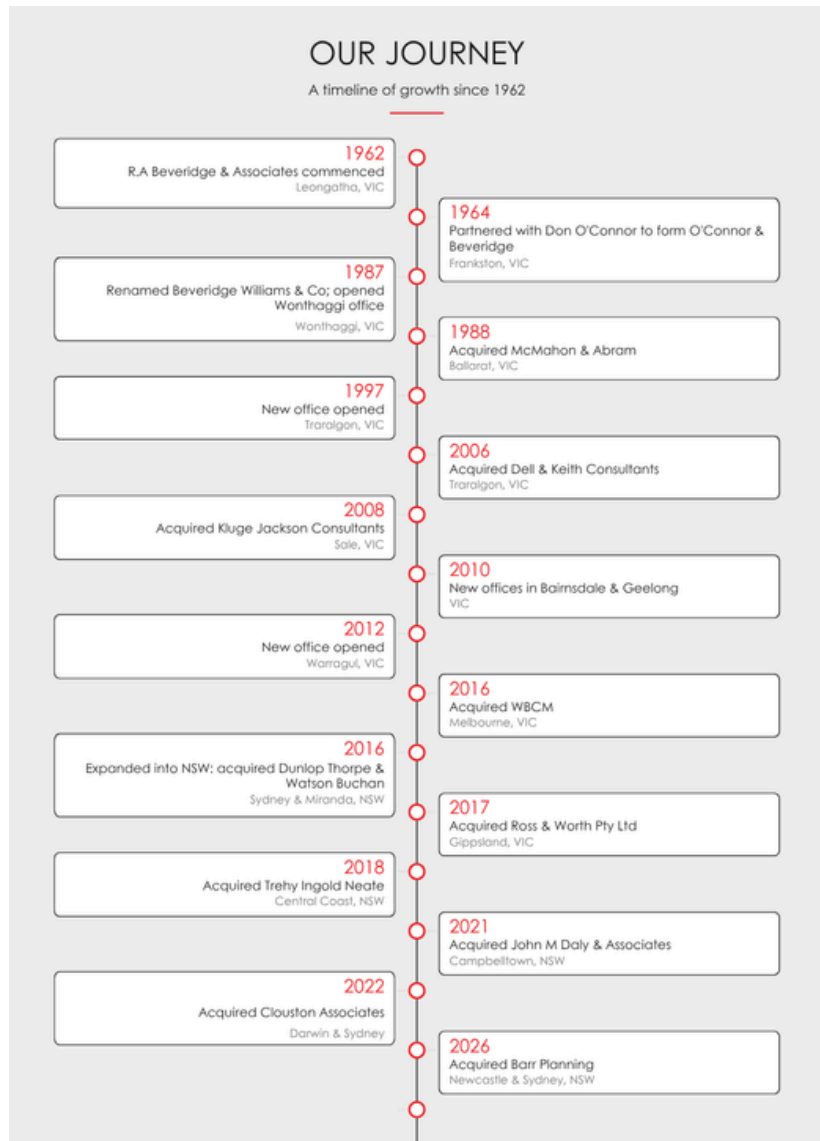 OUR JOURNEY
A timeline of growth since 1962
1962
R.A Beveridge & Associates commenced
Leongatha, VIC
1964
Partnered with Don O'Connor to form O'Connor &
Beveridge
Frankston, VIC
1987
Renamed Beveridge Williams & Co; opened
Wonthaggi office
Wonthaggi, VIC
1988
Acquired McMahon & Abram
Ballarat, VIC
1997
New office opened
Traralgon, VIC
2006
Acquired Dell & Keith Consultants
Traralgon, VIC
2008
Acquired Kluge Jackson Consultants
Sale, VIC
2010
New offices in Bairnsdale & Geelong
VIC
2012
New office opened
Warragul, VIC
2016
Acquired WBCM
Melbourne, VIC
2016
Expanded into NSW: acquired Dunlop Thorpe &
Watson Buchan
Sydney & Miranda, NSW
2017
Acquired Ross & Worth Pty Ltd
Gippsland, VIC
2018
Acquired Trehy Ingold Neate
Central Coast, NSW
2021
Acquired John M Daly & Associates
Campbelltown, NSW
2022
Acquired Clouston Associates
Darwin & Sydney
2026
Acquired Barr Planning
Newcastle & Sydney, NSW